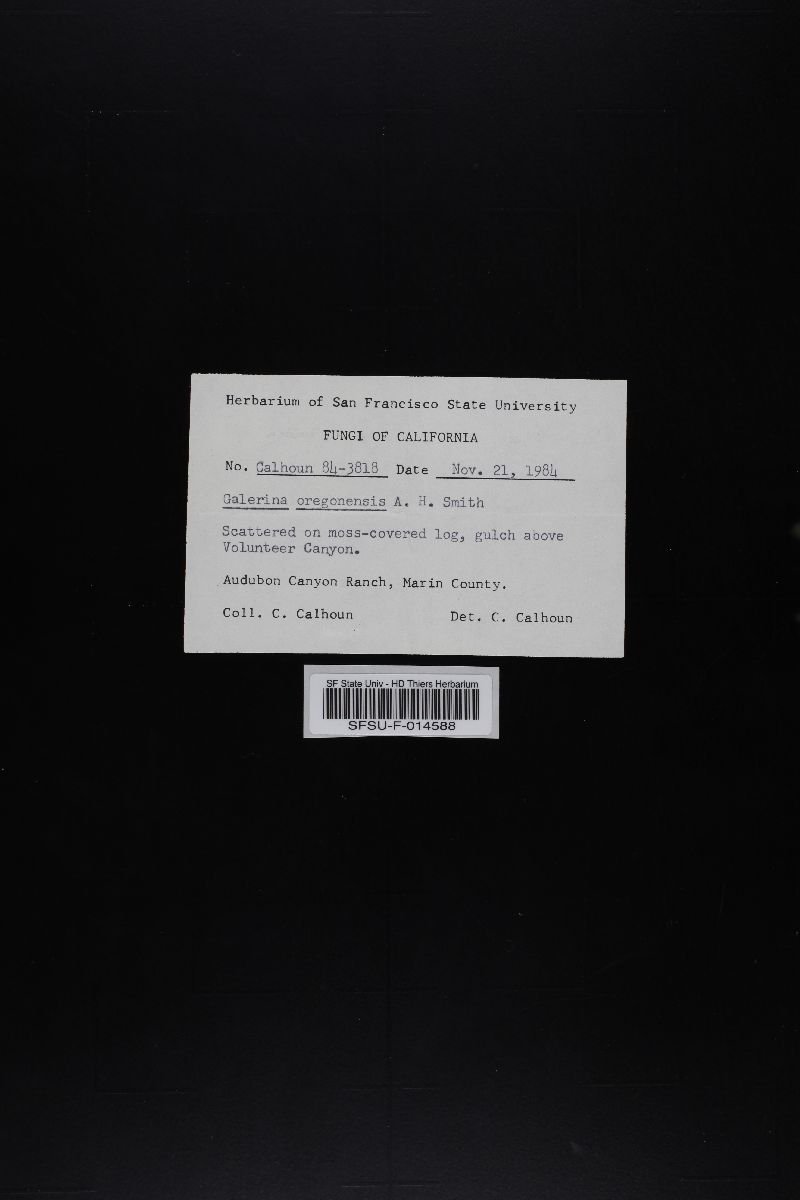 Herbarium of San Francisco State University
FUNGI OF CALIFORNIA
No. Calhoun 84-3818 Date Nov. 21, 1984
Galerina oregonensis A. H. Smith
Scattered on moss-covered log, gulch above
Volunteer Canyon.
Audubon Canyon Ranch, Marin County.
Coll. C. Calhoun Det. C. Calhoun
SF State Univ - HD Thiers Herbarium
SFSU-F-014588